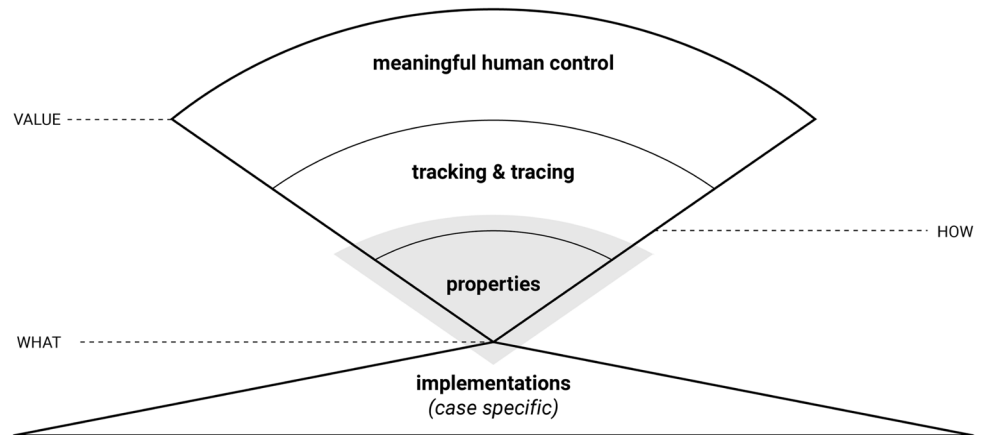 meaningful human control
VALUE
tracking & tracing
HOW
properties
WHAT
implementations
(case specific)